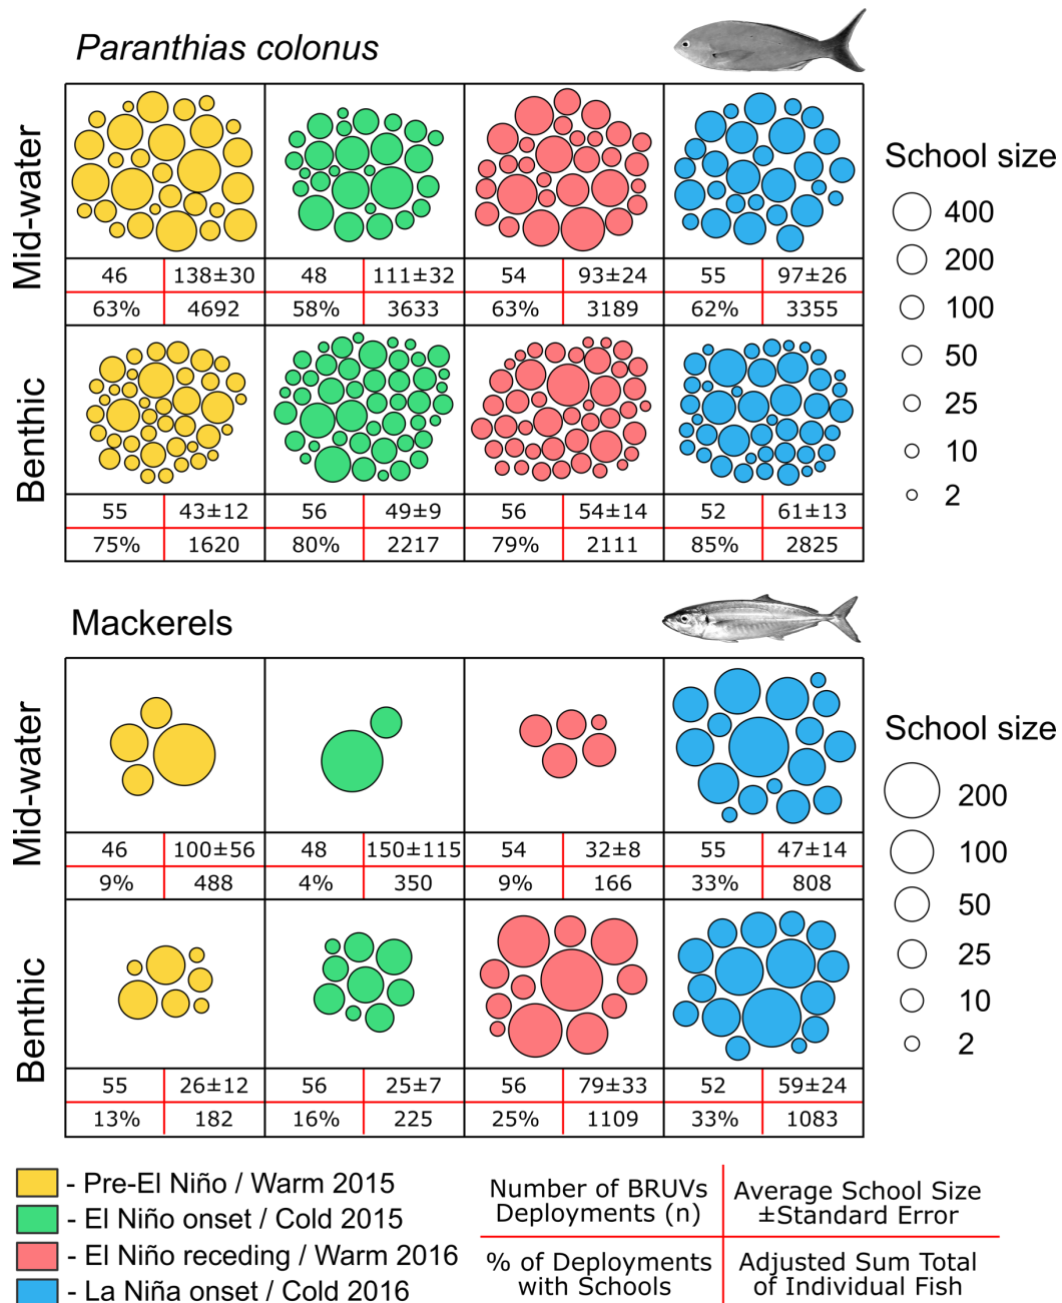 Paranthias colonus
Mid-water
46 138±30 48 111±32 54 93±24 55 97±26
63% 4692 58% 3633 63% 3189 62% 3355
Benthic
55 43±12 56 49±9 56 54±14 52 61±13
75% 1620 80% 2217 79% 2111 85% 2825
School size
400
200
100
50
25
10
2
Mackerels
Mid-water
46 100±56 48 150±115 54 32±8 55 47±14
9% 488 4% 350 9% 166 33% 808
Benthic
55 26±12 56 25±7 56 79±33 52 59±24
13% 182 16% 225 25% 1109 33% 1083
School size
200
100
50
25
10
2
- Pre-El Niño / Warm 2015
- El Niño onset / Cold 2015
- El Niño receding / Warm 2016
- La Niña onset / Cold 2016
Number of BRUVs
Deployments (n)
Average School Size
±Standard Error
% of Deployments
with Schools
Adjusted Sum Total
of Individual Fish